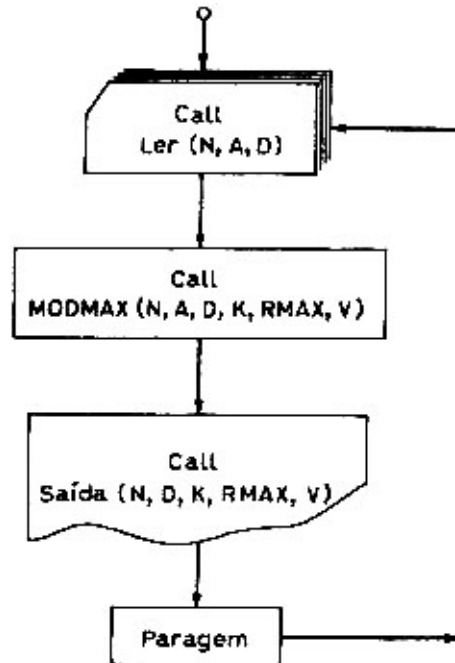 Call
Ler (N, A, D)
Call
MODMAX (N, A, D, K, RMAX, V)
Call
Saída (N, D, K, RMAX, V)
Paragem